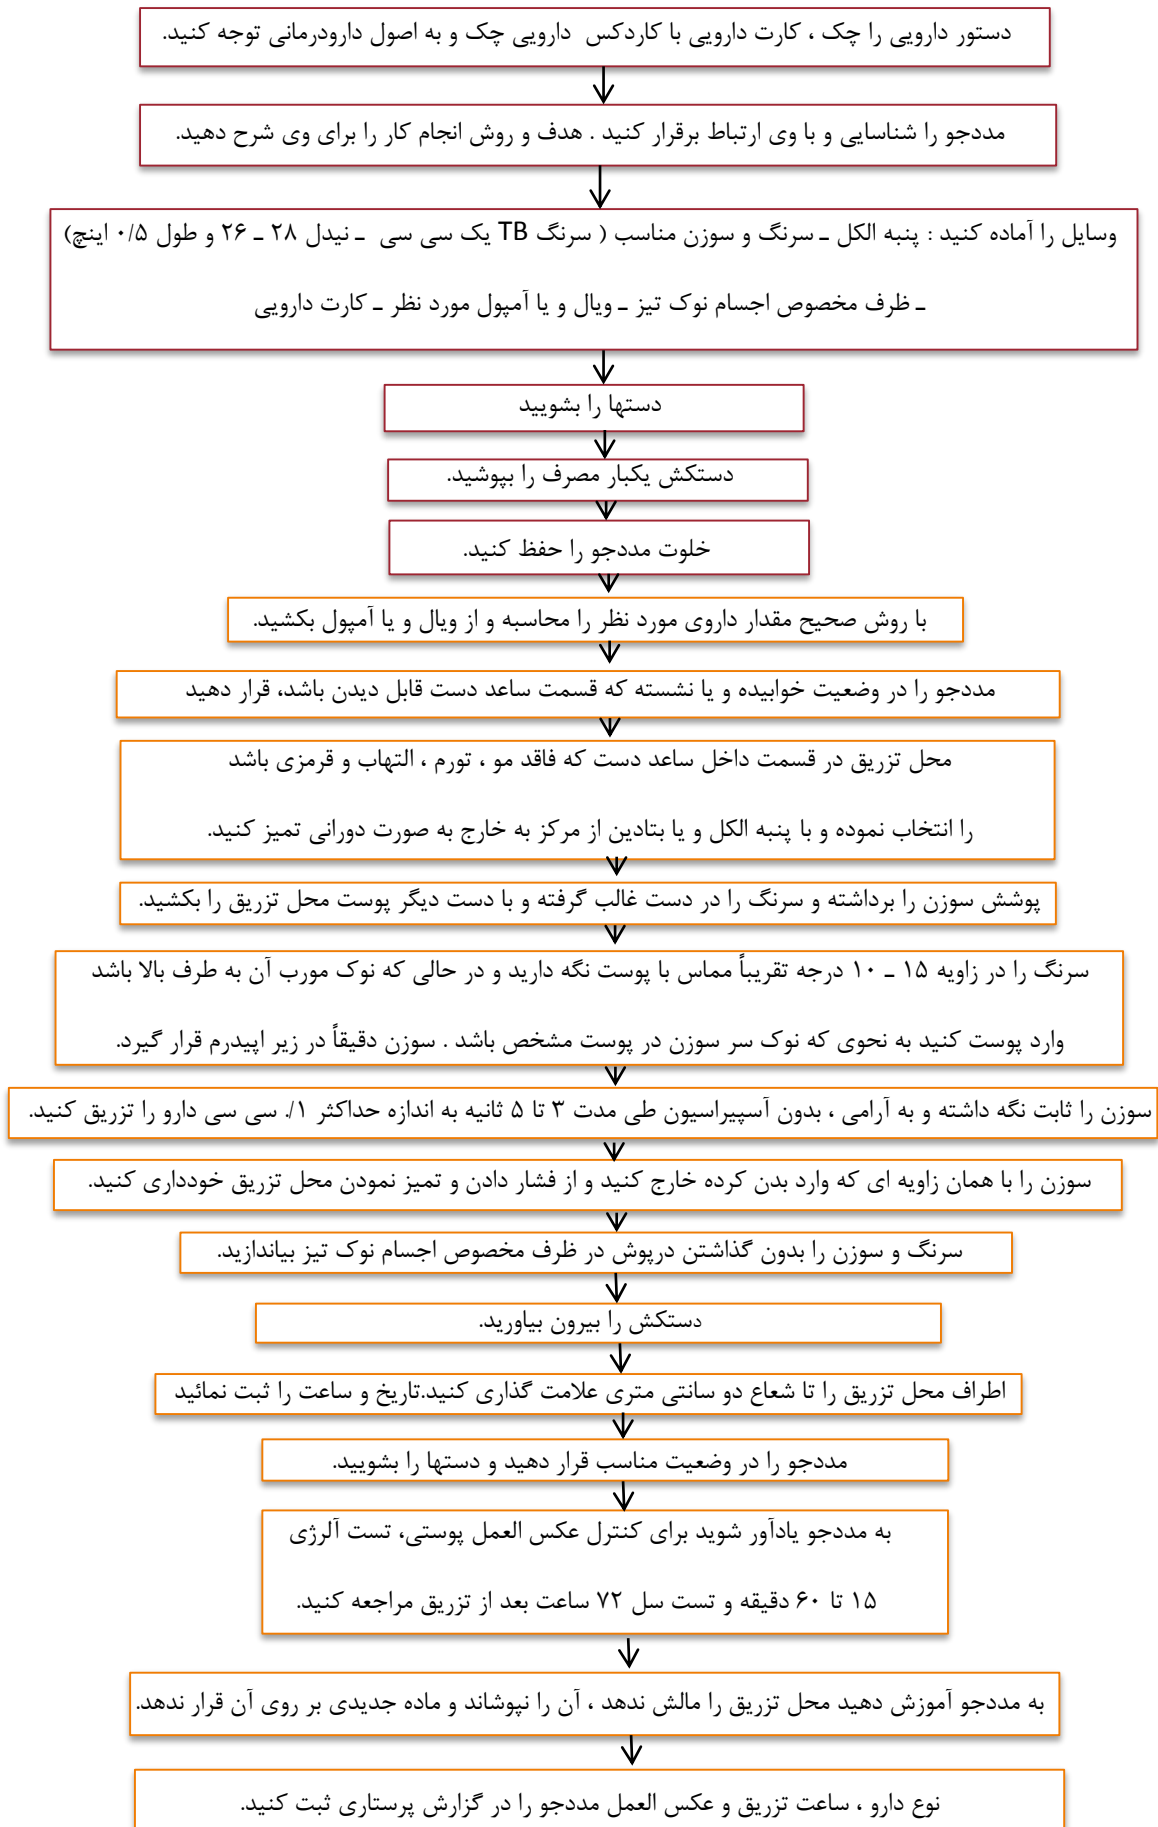 دستور دارویی را چک ، کارت دارویی با کاردکس دارویی چک و به اصول دارودرمانی توجه کنید.
مددجو را شناسایی و با وی ارتباط برقرار کنید . هدف و روش انجام کار را برای وی شرح دهید.
وسایل را آماده کنید : پنبه الکل ـ سرنگ و سوزن مناسب ( سرنگ TB یک سی سی ـ نیدل ۲۸ ـ ۲۶ و طول ۰/۵ اینچ)
ـ ظرف مخصوص اجسام نوک تیز ـ ویال و یا آمپول مورد نظر ـ کارت دارویی
دستها را بشویید
دستکش یکبار مصرف را بپوشید.
خلوت مددجو را حفظ کنید.
با روش صحیح مقدار داروی مورد نظر را محاسبه و از ویال و یا آمپول بکشید.
مددجو را در وضعیت خوابیده و یا نشسته که قسمت ساعد دست قابل دیدن باشد، قرار دهید
محل تزریق در قسمت داخل ساعد دست که فاقد مو ، تورم ، التهاب و قرمزی باشد
را انتخاب نموده و با پنبه الکل و یا بتادین از مرکز به خارج به صورت دورانی تمیز کنید.
پوشش سوزن را برداشته و سرنگ را در دست غالب گرفته و با دست دیگر پوست محل تزریق را بکشید.
سرنگ را در زاویه ۱۵ ـ ۱۰ درجه تقریباً مماس با پوست نگه دارید و در حالی که نوک مورب آن به طرف بالا باشد
وارد پوست کنید به نحوی که نوک سر سوزن در پوست مشخص باشد . سوزن دقیقاً در زیر اپیدرم قرار گیرد.
سوزن را ثابت نگه داشته و به آرامی ، بدون آسپیراسیون طی مدت ۳ تا ۵ ثانیه به اندازه حداکثر ۱/. سی سی دارو را تزریق کنید.
سوزن را با همان زاویه ای که وارد بدن کرده خارج کنید و از فشار دادن و تمیز نمودن محل تزریق خودداری کنید.
سرنگ و سوزن را بدون گذاشتن درپوش در ظرف مخصوص اجسام نوک تیز بیاندازید.
دستکش را بیرون بیاورید.
اطراف محل تزریق را تا شعاع دو سانتی متری علامت گذاری کنید.تاریخ و ساعت را ثبت نمائید
مددجو را در وضعیت مناسب قرار دهید و دستها را بشویید.
به مددجو یادآور شوید برای کنترل عکس العمل پوستی، تست آلرژی
۱۵ تا ۶۰ دقیقه و تست سل ۷۲ ساعت بعد از تزریق مراجعه کنید.
به مددجو آموزش دهید محل تزریق را مالش ندهد ، آن را نپوشاند و ماده جدیدی بر روی آن قرار ندهد.
نوع دارو ، ساعت تزریق و عکس العمل مددجو را در گزارش پرستاری ثبت کنید.